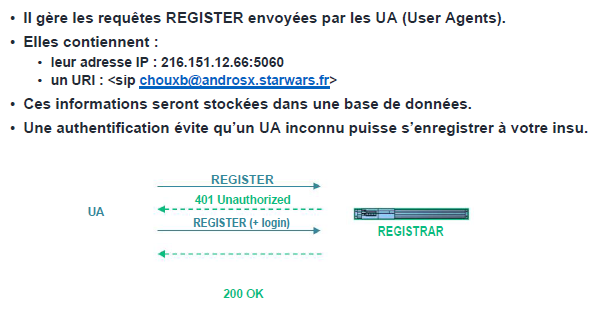 • Il gère les requêtes REGISTER envoyées par les UA (User Agents).
• Elles contiennent :
• leur adresse IP : 216.151.12.66:5060
• un URI : <sip chouxb@androsx.starwars.fr>
• Ces informations seront stockées dans une base de données.
• Une authentification évite qu’un UA inconnu puisse s’enregistrer à votre insu.
REGISTER
401 Unauthorized
UA
REGISTER (+ login)
REGISTRAR
200 OK